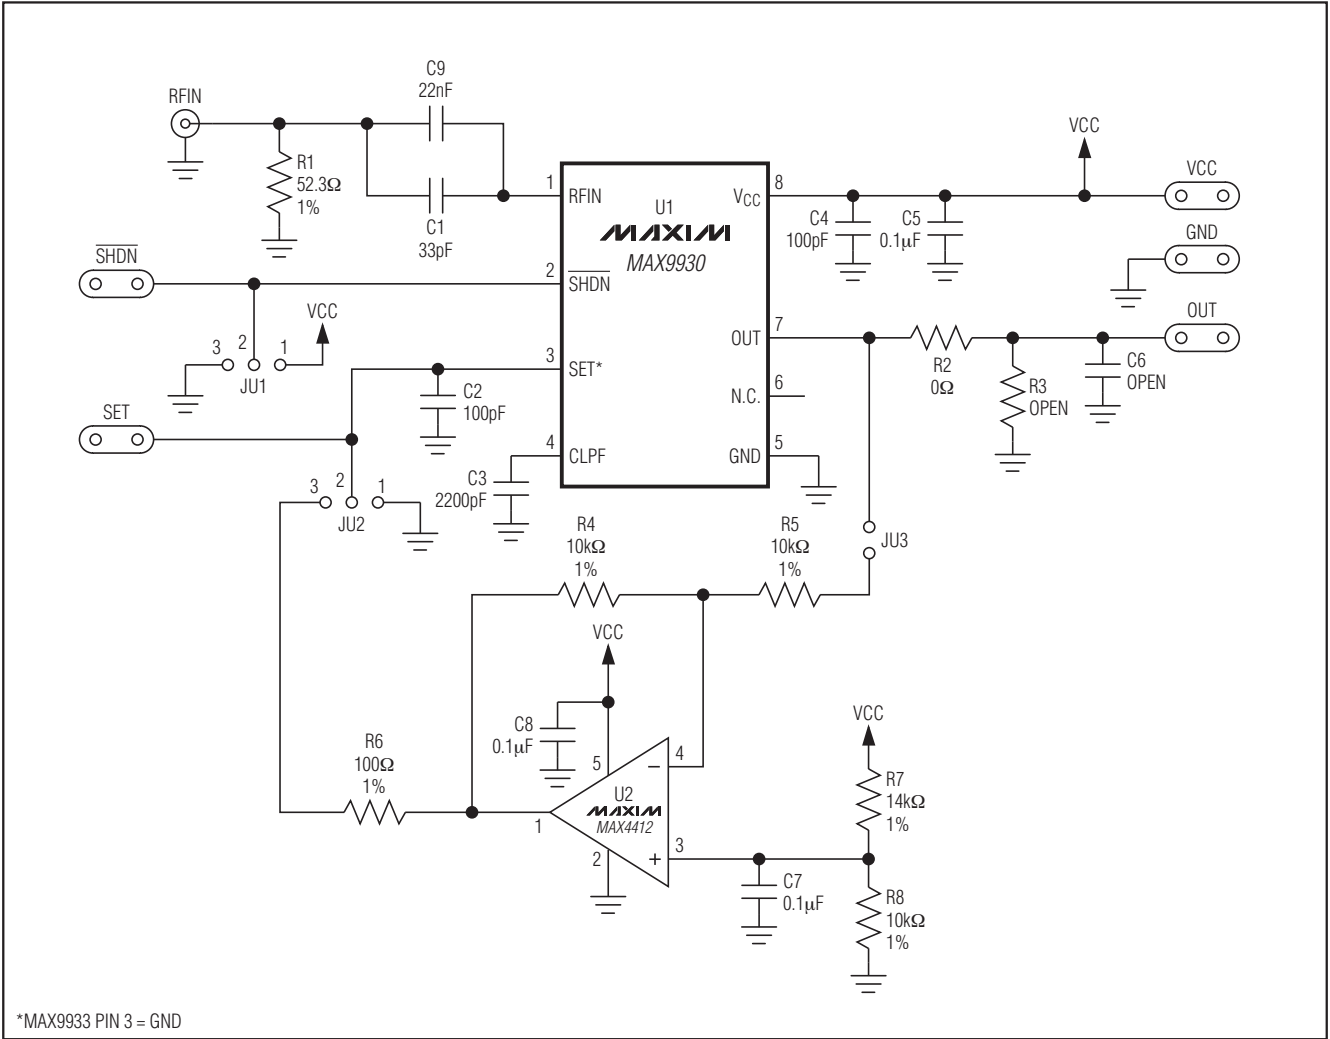 C9
22nF
RFIN
R1
52.3Ω
1%
C1
33pF
1
RFIN
U1
MAXIM
MAX9930
VCC
8
C4
100pF
C5
0.1µF
VCC
VCC
GND
SHDN
2
SHDN
VCC
3
2
1
JU1
3
SET*
C2
100pF
SET
4
CLPF
C3
2200pF
OUT
7
R2
0Ω
R3
OPEN
C6
OPEN
OUT
N.C.
6
GND
5
3
2
1
JU2
R4
10kΩ
1%
R5
10kΩ
1%
JU3
VCC
C8
0.1µF
R6
100Ω
1%
5
4
−
U2
MAXIM
MAX4412
1
2
+
3
C7
0.1µF
VCC
R7
14kΩ
1%
R8
10kΩ
1%
*MAX9933 PIN 3 = GND